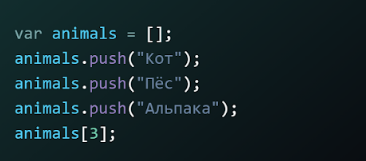 var animals = [];
animals.push("Кот");
animals.push("Пёс");
animals.push("Альпака");
animals[3];